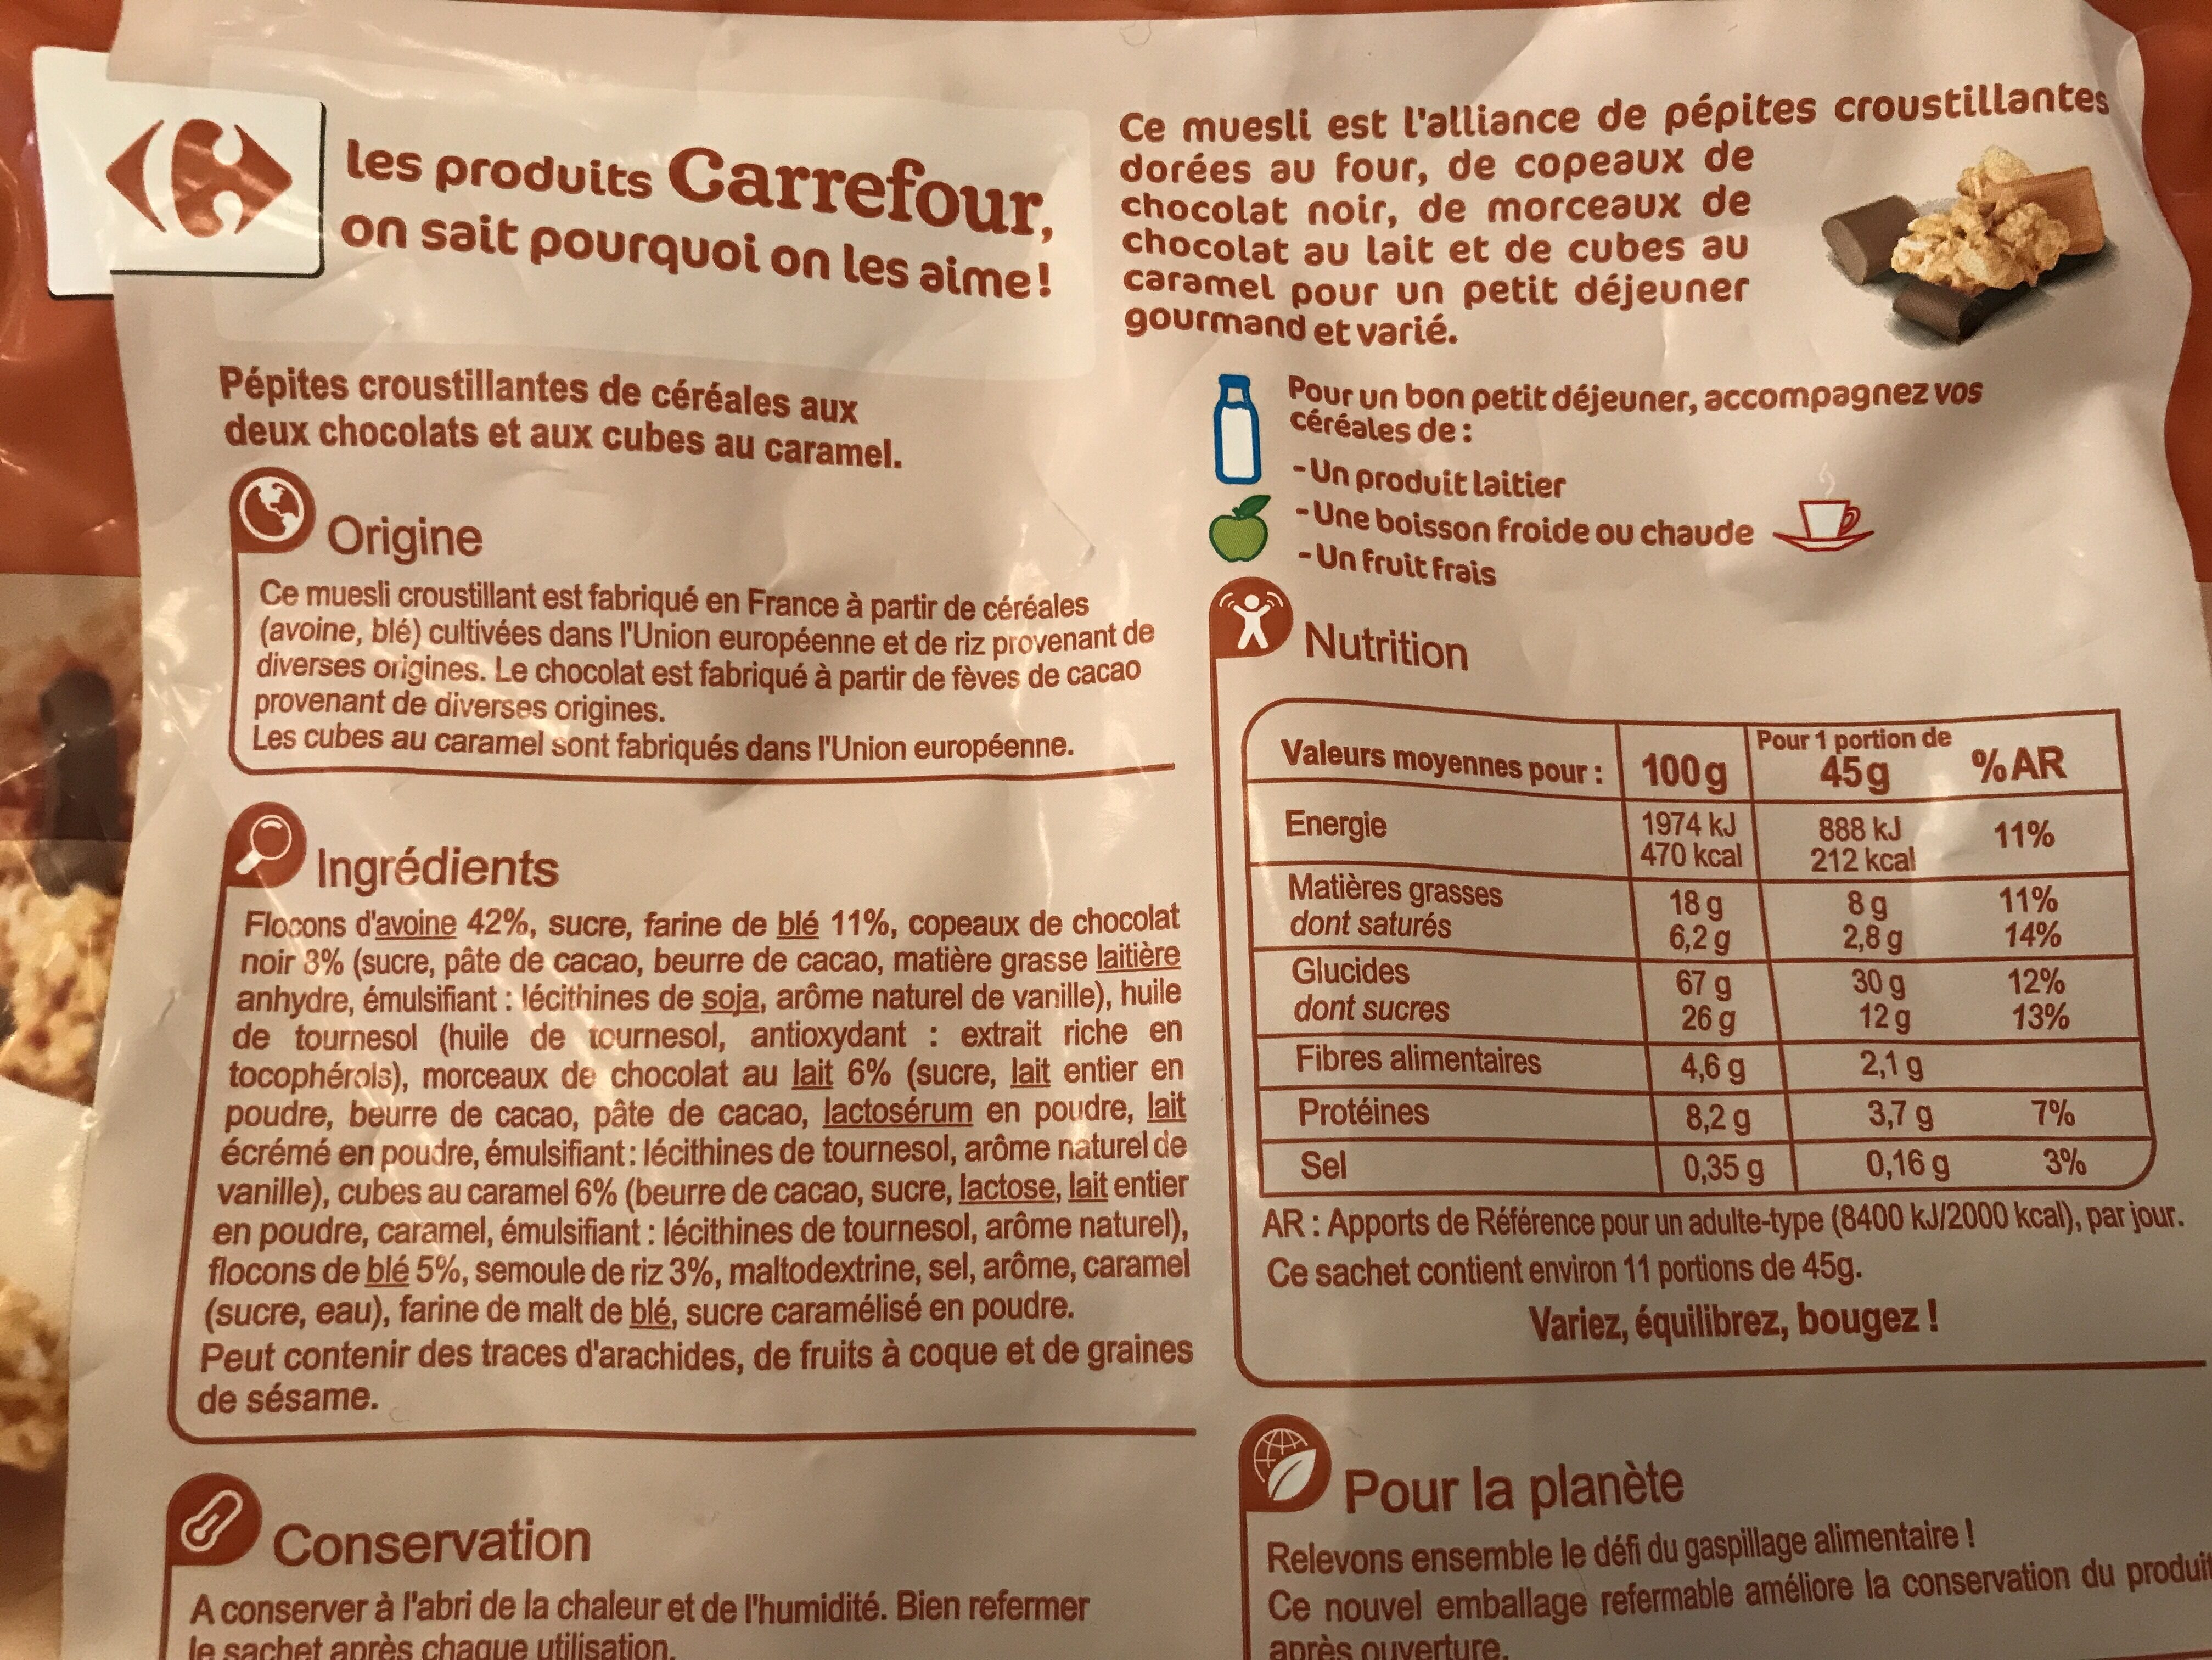 les produits Carrefour,
on sait pourquoi on les aime!
Pépites croustillantes de céréales aux
deux chocolats et aux cubes au caramel.
Origine
Ce muesli croustillant est fabriqué en France à partir de céréales
(avoine, blé) cultivées dans l'Union européenne et de riz provenant de
diverses origines. Le chocolat est fabriqué à partir de fèves de cacao
provenant de diverses origines.
Les cubes au caramel sont fabriqués dans l'Union européenne.
Ingrédients
Flocons d'avoine 42%, sucre, farine de blé 11%, copeaux de chocolat
noir 8% (sucre, pâte de cacao, beurre de cacao, matière grasse laitière
anhydre, émulsifiant : lécithines de soja, arôme naturel de vanille), huile
de tournesol (huile de tournesol, antioxydant : extrait riche en
tocophérols), morceaux de chocolat au lait 6% (sucre, lait entier en
poudre, beurre de cacao, pâte de cacao, lactosérum en poudre, lait
écrémé en poudre, émulsifiant: lécithines de tournesol, arôme naturel de
vanille), cubes au caramel 6% (beurre de cacao, sucre, lactose, lait entier
en poudre, caramel, émulsifiant : lécithines de tournesol, arôme naturel),
flocons de blé 5%, semoule de riz 3%, maltodextrine, sel, arôme, caramel
(sucre, eau), farine de malt de blé, sucre caramélisé en poudre.
Peut contenir des traces d'arachides, de fruits à coque et de graines
de sésame.
Conservation
A conserver à l'abri de la chaleur et de l'humidité. Bien refermer
le sachet après chaque utilisation.
Ce muesli est l'alliance de pépites croustillantes
dorées au four, de copeaux de
chocolat noir, de morceaux de
chocolat au lait et de cubes au
caramel pour un petit déjeuner
gourmand et varié.
Pour un bon petit déjeuner, accompagnez vos
céréales de :
- Un produit laitier
- Une boisson froide ou chaude
- Un fruit frais
Nutrition
Valeurs moyennes pour : 100g Pour 1 portion de 45g %AR
Energie 1974 kJ 888 kJ 11%
470 kcal 212 kcal
Matières grasses 18 g 8 g 11%
dont saturés 6,2 g 2,8 g 14%
Glucides 67 g 30 g 12%
dont sucres 26 g 12 g 13%
Fibres alimentaires 4,6 g 2,1 g
Protéines 8,2 g 3,7 g 7%
Sel 0,35 g 0,16 g 3%
AR : Apports de Référence pour un adulte-type (8400 kJ/2000 kcal), par jour.
Ce sachet contient environ 11 portions de 45g.
Variez, équilibrez, bougez !
Pour la planète
Relevons ensemble le défi du gaspillage alimentaire !
Ce nouvel emballage refermable améliore la conservation du produit
après ouverture.